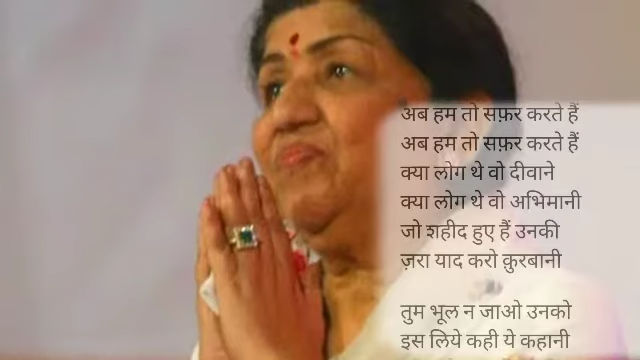 अब हम तो सफ़र करते हैं
अब हम तो सफ़र करते हैं
क्या लोग थे वो दीवाने
क्या लोग थे वो अभिमानी
जो शहीद हुए हैं उनकी
ज़रा याद करो क़ुरबानी
तुम भूल न जाओ उनको
इस लिये कही ये कहानी